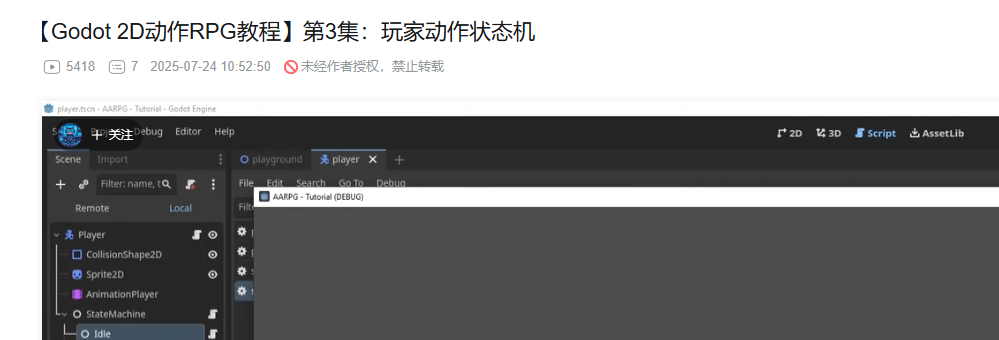 【Godot 2D动作RPG教程】第3集：玩家动作状态机
5418 7 2025-07-24 10:52:50 未经作者授权，禁止转载
player.tscn - AARPG - Tutorial - Godot Engine
关注 Debug Editor Help 2D 3D Script AssetLib
Scene Import playground player
Filter: name, t File Edit Search Go To Debug
AARPG - Tutorial (DEBUG)
Remote Local
Player
CollisionShape2D
Sprite2D
AnimationPlayer
StateMachine
Idle